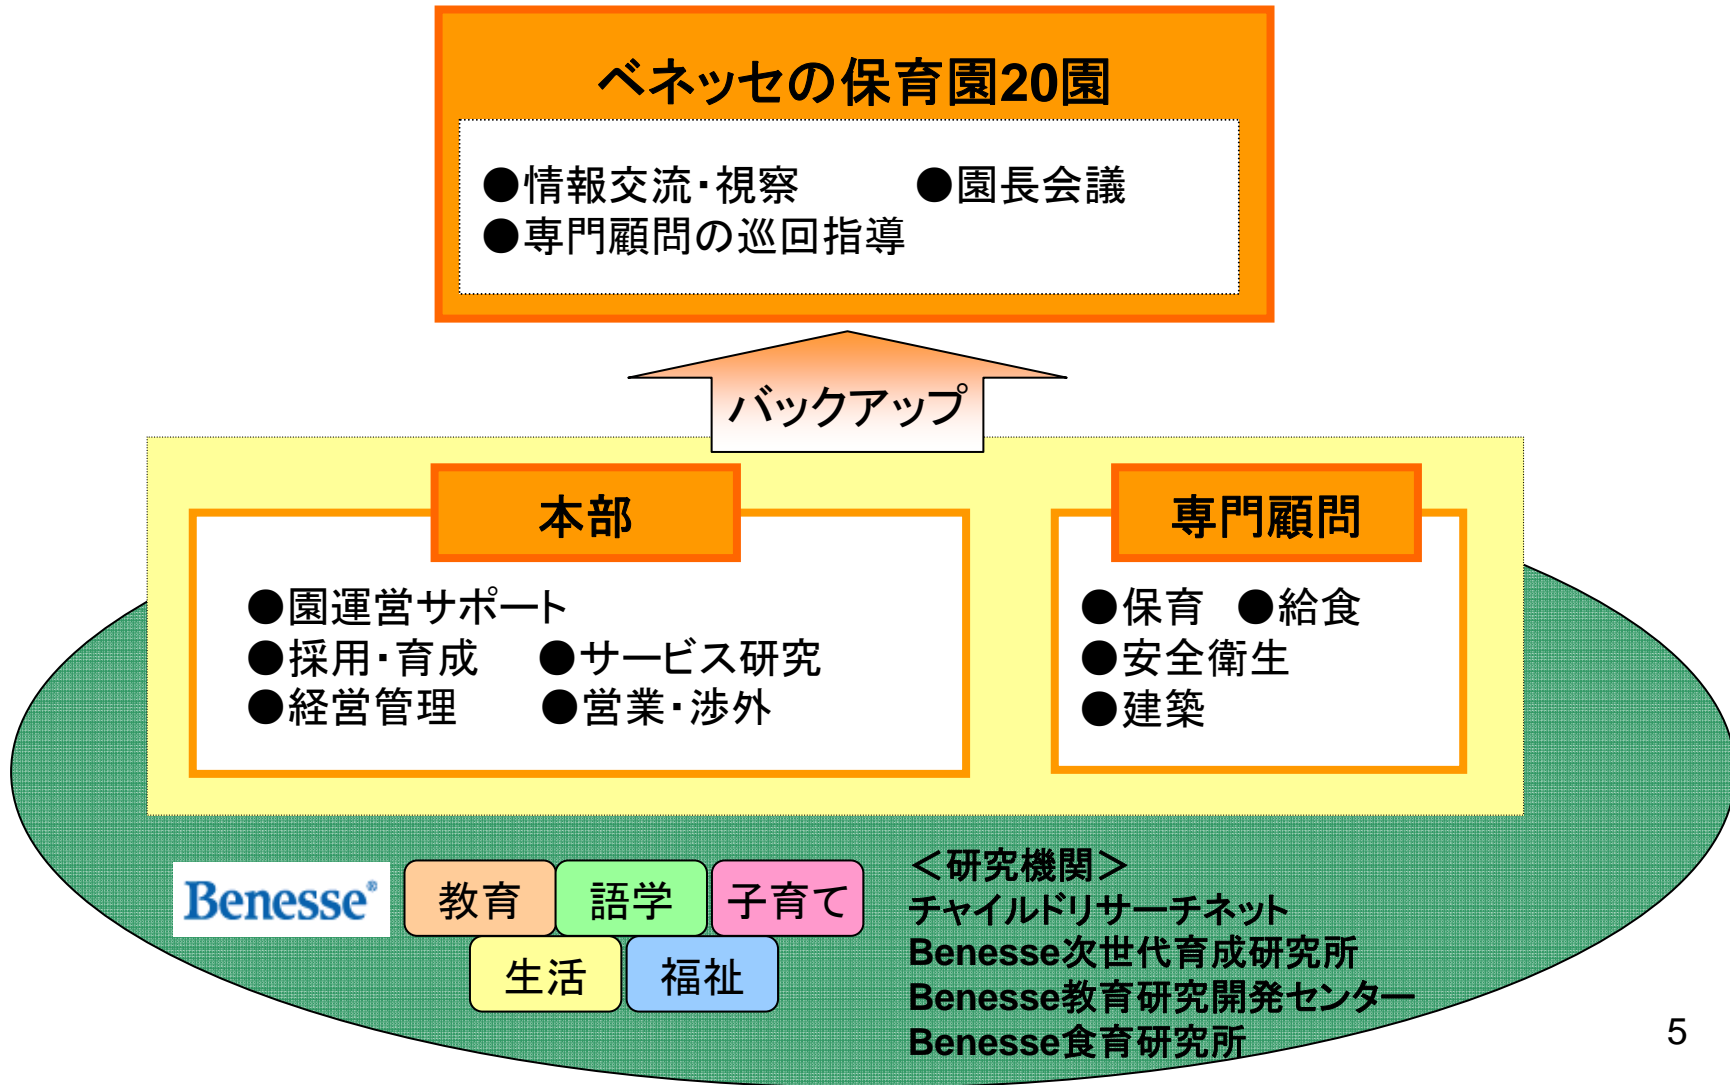 ベネッセの保育園20園
●情報交流・視察 ●園長会議
●専門顧問の巡回指導
バックアップ
本部
●園運営サポート
●採用・育成 ●サービス研究
●経営管理 ●営業・渉外
専門顧問
●保育 ●給食
●安全衛生
●建築
Benesse®
教育 語学 子育て
生活 福祉
＜研究機関＞
チャイルドリサーチネット
Benesse次世代育成研究所
Benesse教育研究開発センター
Benesse食育研究所
5